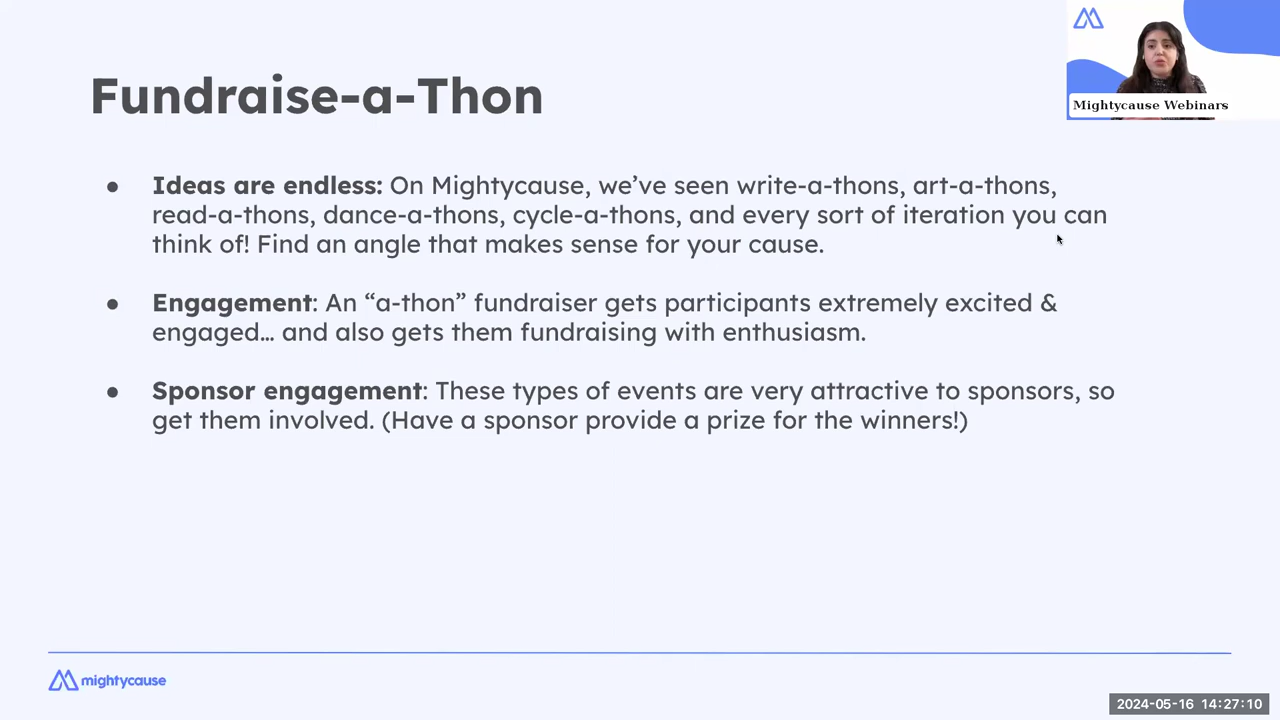 Fundraise-a-Thon
Mightycause Webinars
● Ideas are endless: On Mightycause, we’ve seen write-a-thons, art-a-thons,
read-a-thons, dance-a-thons, cycle-a-thons, and every sort of iteration you can
think of! Find an angle that makes sense for your cause.
● Engagement: An “a-thon” fundraiser gets participants extremely excited &
engaged… and also gets them fundraising with enthusiasm.
● Sponsor engagement: These types of events are very attractive to sponsors, so
get them involved. (Have a sponsor provide a prize for the winners!)
mightycause
2024-05-16 14:27:10